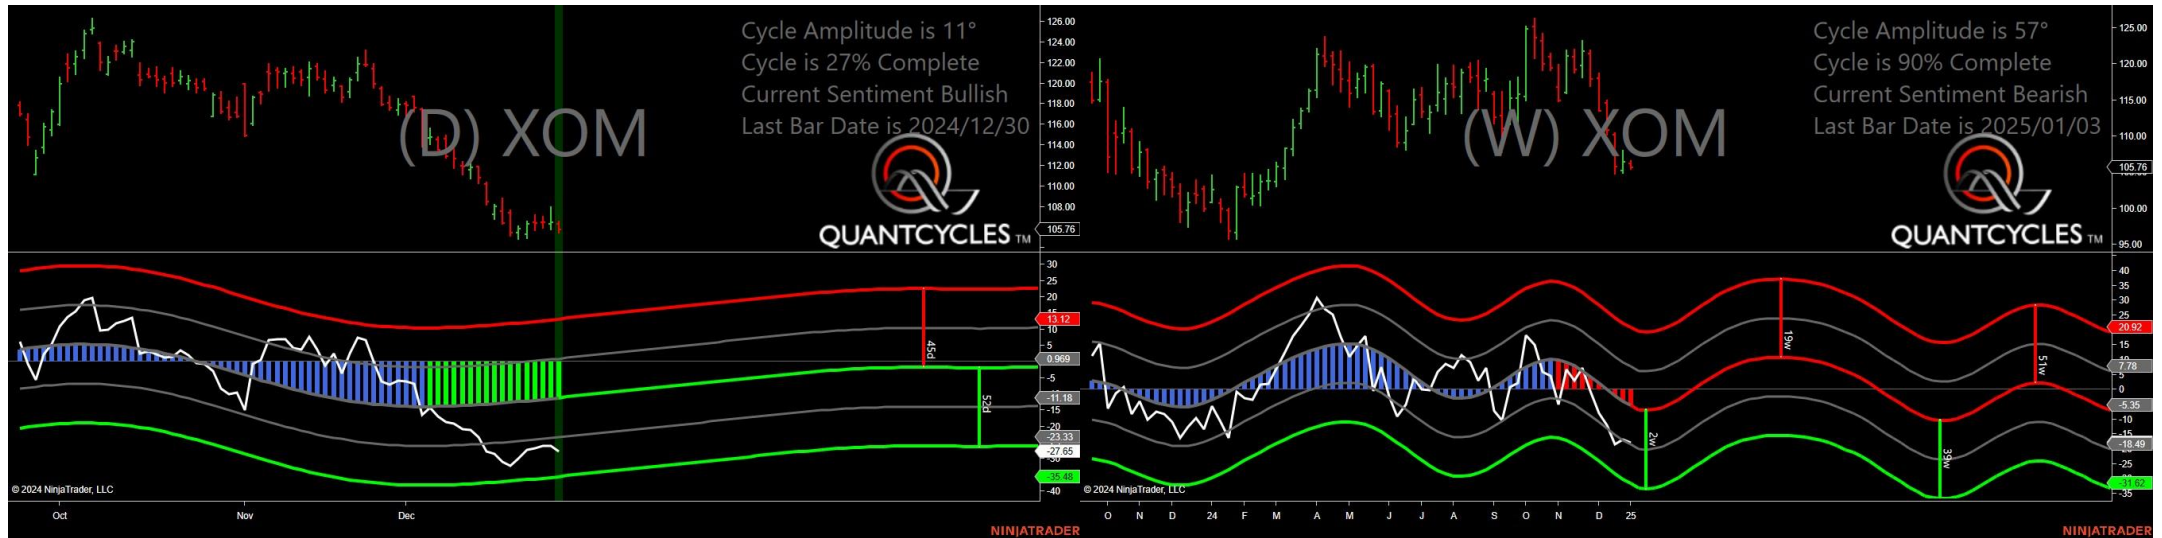 Cycle Amplitude is 11°
Cycle is 27% Complete
Current Sentiment Bullish
Last Bar Date is 2024/12/30
(D) XOM
QUANTCYCLES TM
126.00
124.00
122.00
120.00
118.00
116.00
114.00
112.00
110.00
108.00
105.76
30
25
20
13.12
10
5
0.969
-5
-11.18
-15
-20
-23.33
-27.65
-30
-35.48
-40
45d
52d
© 2024 NinjaTrader, LLC
Oct Nov Dec
NINJATRADER
Cycle Amplitude is 57°
Cycle is 90% Complete
Current Sentiment Bearish
Last Bar Date is 2025/01/03
(W) XOM
QUANTCYCLES TM
125.00
120.00
115.00
110.00
105.76
100.00
95.00
40
35
30
25
20.92
15
10
7.78
5
0
-5.35
-10
-15
-18.49
-25
-31.62
-35
2w
19w
39w
51w
© 2024 NinjaTrader, LLC
O N D 24 F M A M J J A S O N D 25
NINJATRADER